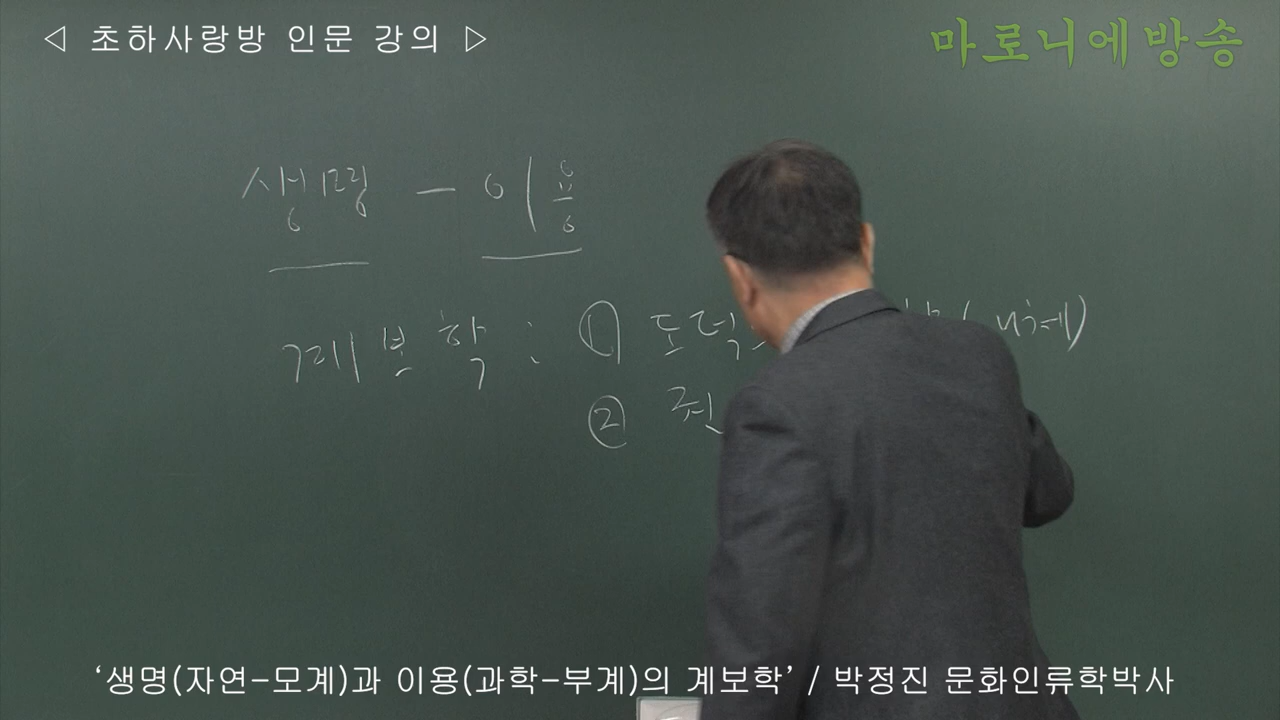 ◁ 초하사랑방 인문 강의 ▷
마로니에방송
생명 – 이용
계보학 : ① 도덕
(니체)
②
‘생명(자연-모계)과 이용(과학-부계)의 계보학’ / 박정진 문화인류학박사